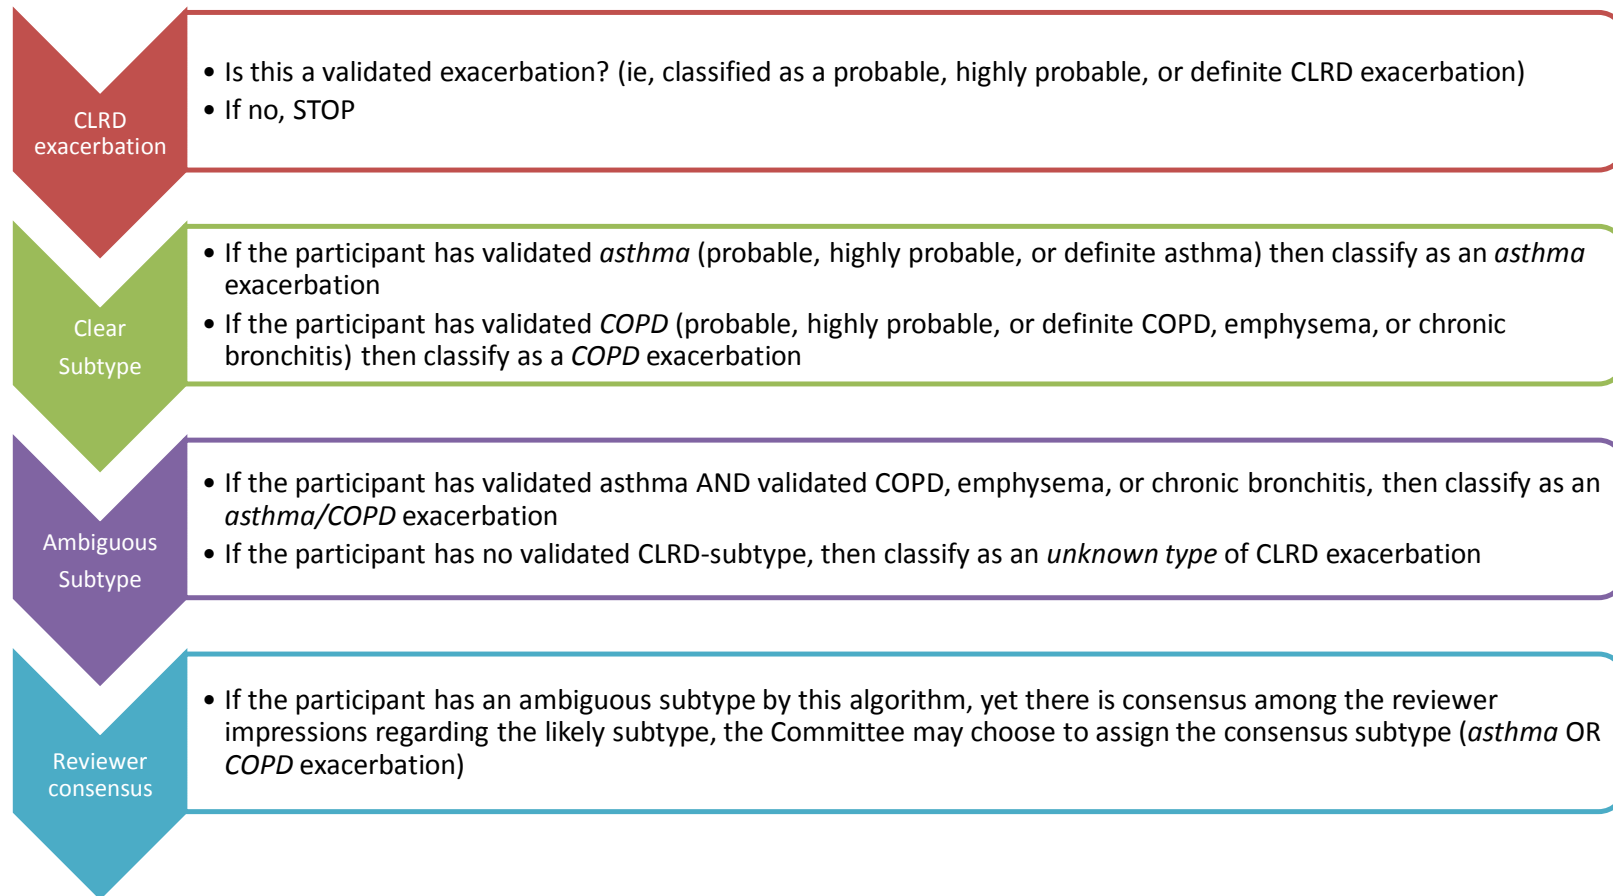 CLRD
exacerbation
• Is this a validated exacerbation? (ie, classified as a probable, highly probable, or definite CLRD exacerbation)
• If no, STOP
Clear
Subtype
• If the participant has validated asthma (probable, highly probable, or definite asthma) then classify as an asthma
exacerbation
• If the participant has validated COPD (probable, highly probable, or definite COPD, emphysema, or chronic
bronchitis) then classify as a COPD exacerbation
Ambiguous
Subtype
• If the participant has validated asthma AND validated COPD, emphysema, or chronic bronchitis, then classify as an
asthma/COPD exacerbation
• If the participant has no validated CLRD-subtype, then classify as an unknown type of CLRD exacerbation
Reviewer
consensus
• If the participant has an ambiguous subtype by this algorithm, yet there is consensus among the reviewer
impressions regarding the likely subtype, the Committee may choose to assign the consensus subtype (asthma OR
COPD exacerbation)